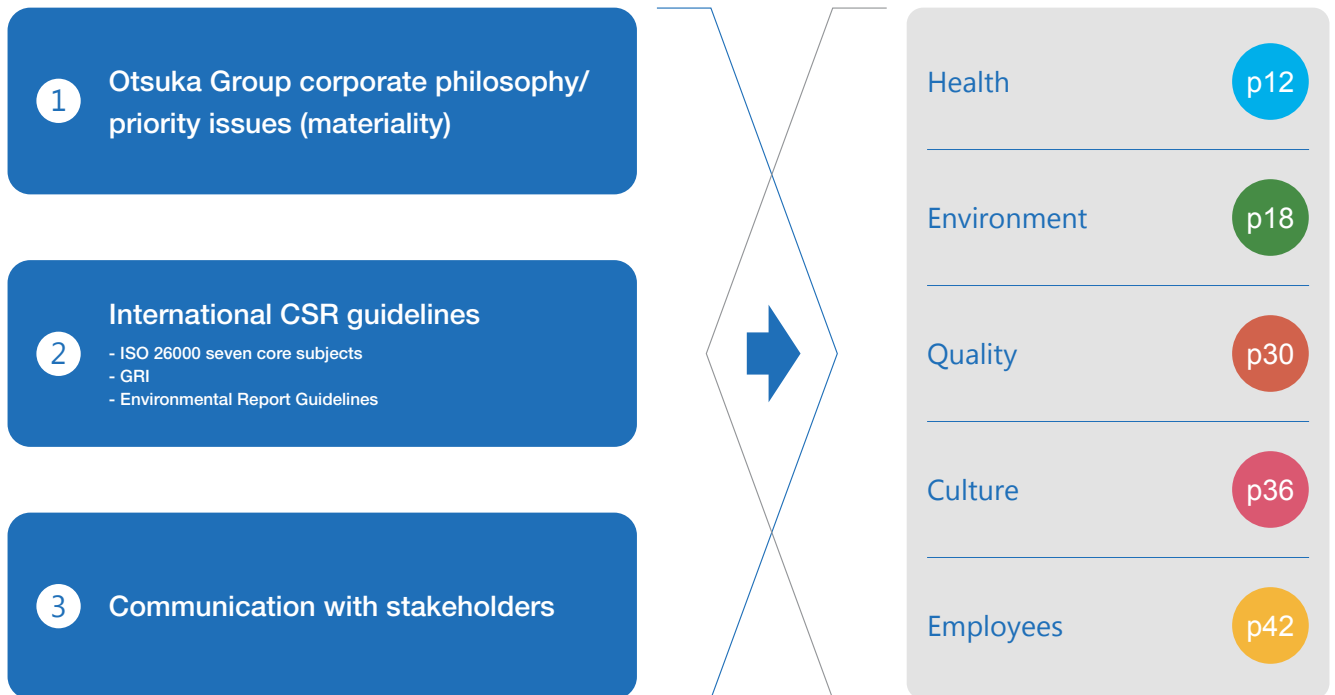 1
Otsuka Group corporate philosophy/
priority issues (materiality)
2
International CSR guidelines
- ISO 26000 seven core subjects
- GRI
- Environmental Report Guidelines
3
Communication with stakeholders
Health
p12
Environment
p18
Quality
p30
Culture
p36
Employees
p42